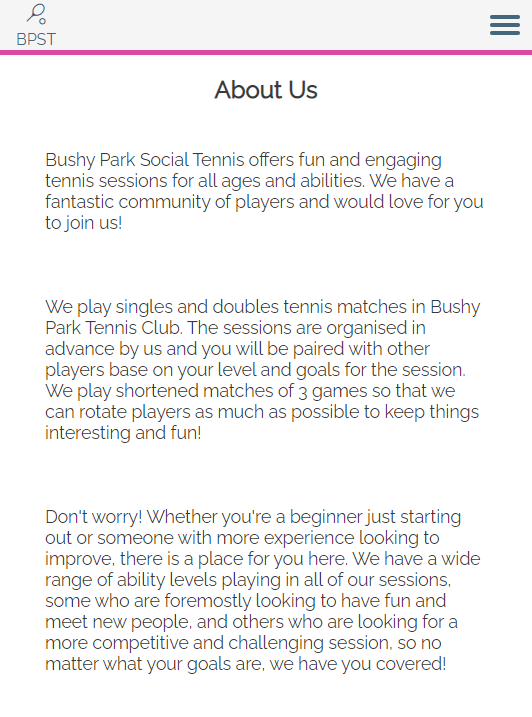 BPST
About Us
Bushy Park Social Tennis offers fun and engaging
tennis sessions for all ages and abilities. We have a
fantastic community of players and would love for you
to join us!
We play singles and doubles tennis matches in Bushy
Park Tennis Club. The sessions are organised in
advance by us and you will be paired with other
players base on your level and goals for the session.
We play shortened matches of 3 games so that we
can rotate players as much as possible to keep things
interesting and fun!
Don't worry! Whether you're a beginner just starting
out or someone with more experience looking to
improve, there is a place for you here. We have a wide
range of ability levels playing in all of our sessions,
some who are foremostly looking to have fun and
meet new people, and others who are looking for a
more competitive and challenging session, so no
matter what your goals are, we have you covered!